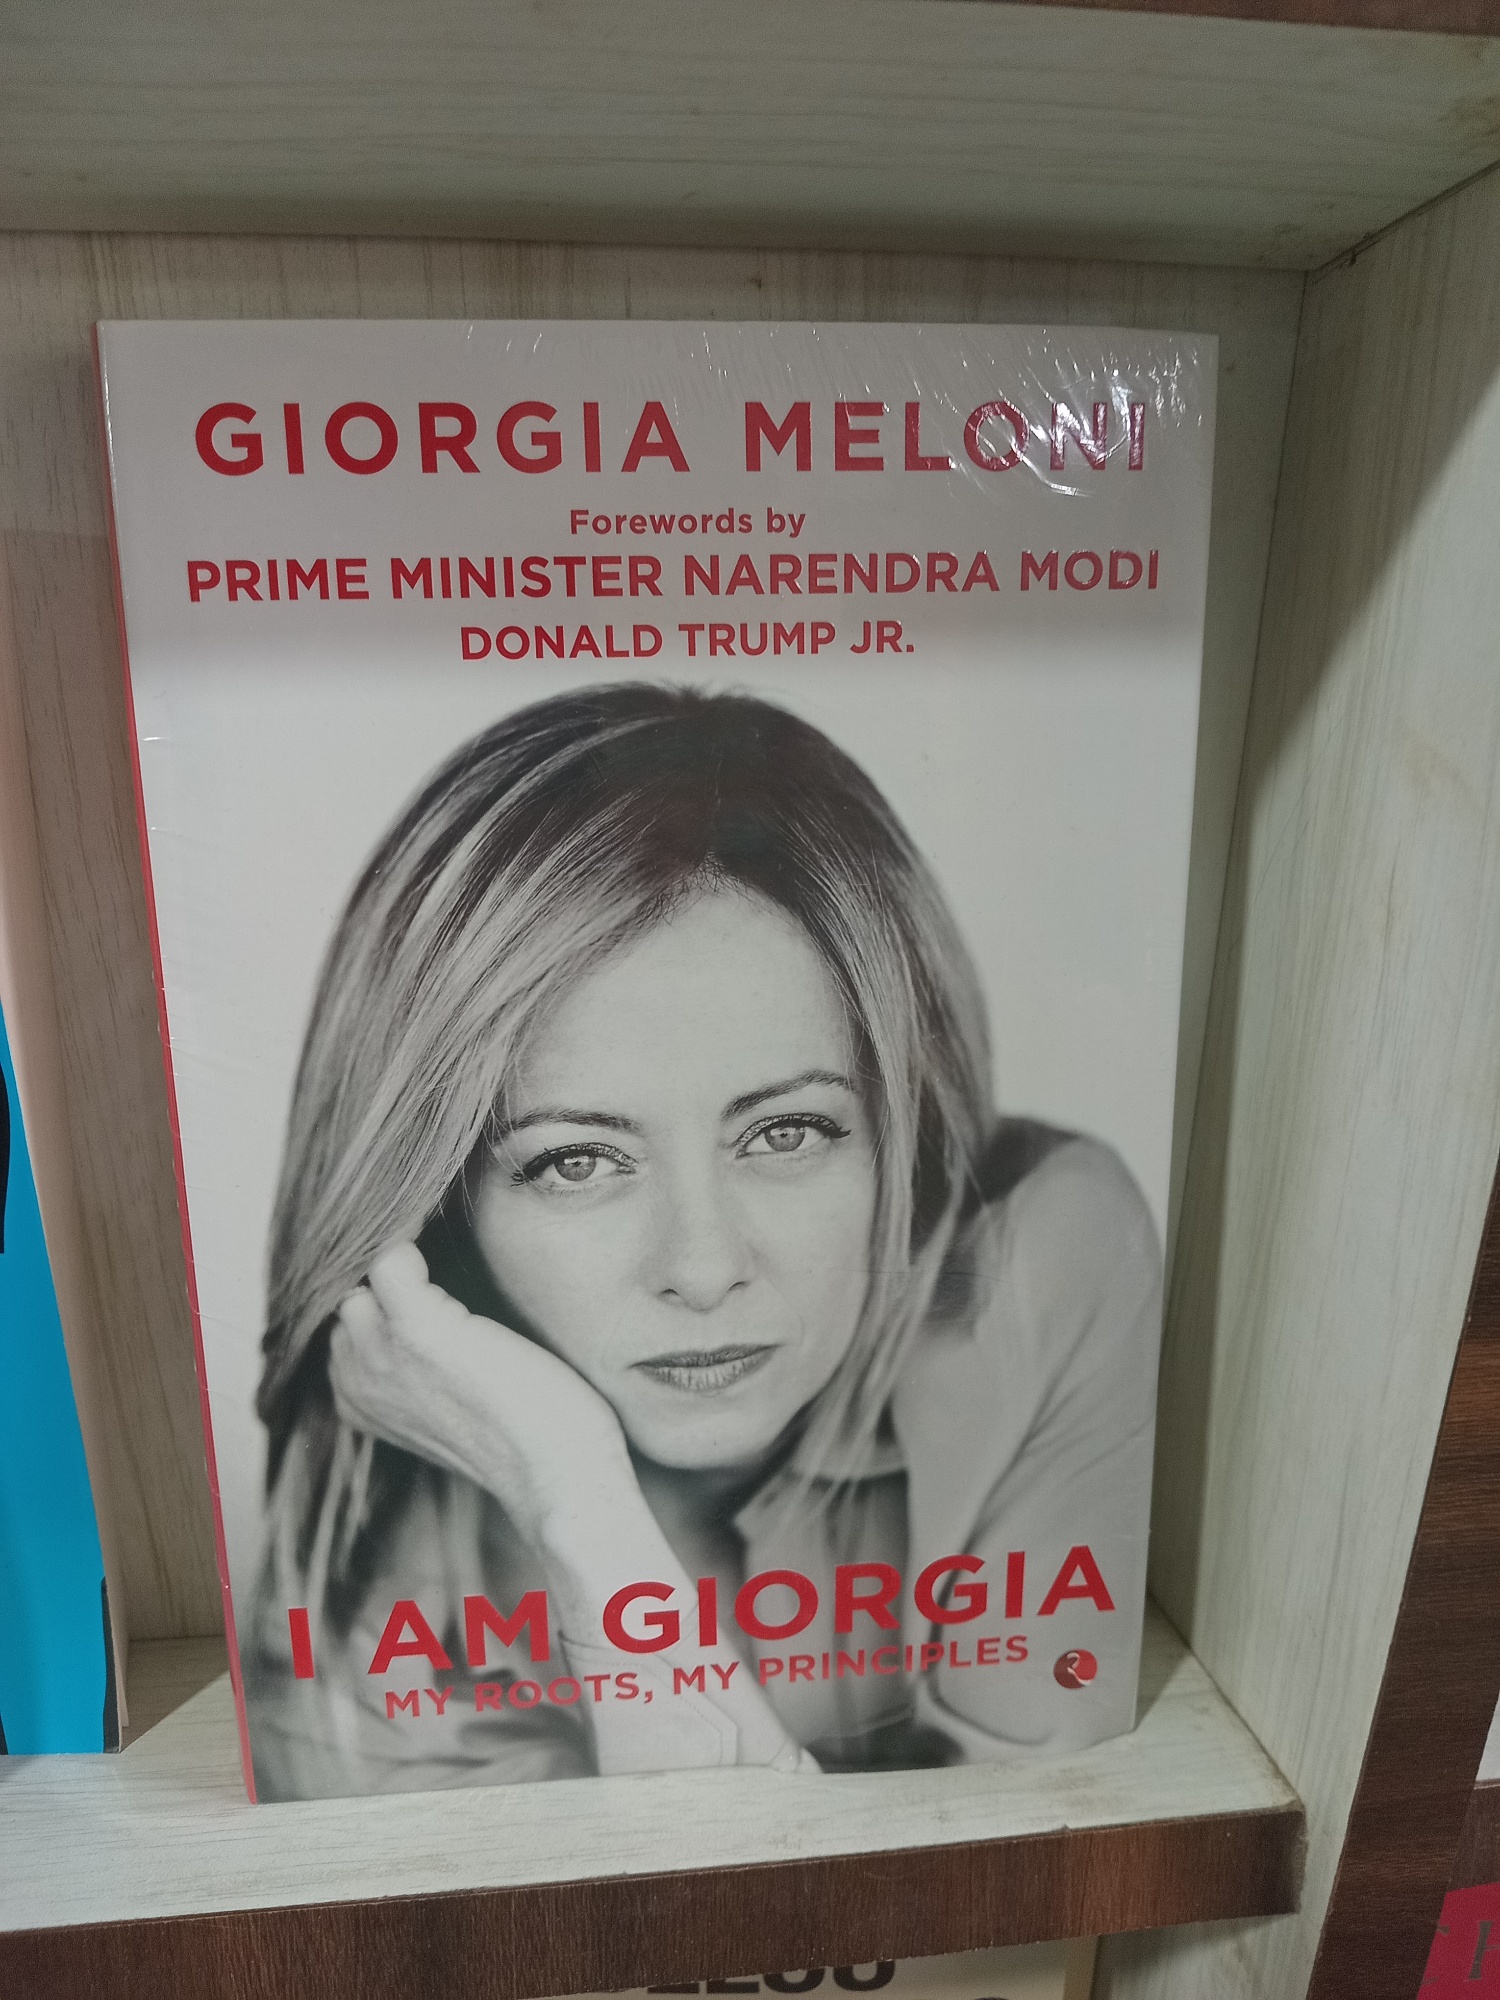 GIORGIA MELONI
Forewords by
PRIME MINISTER NARENDRA MODI
DONALD TRUMP JR.
I AM GIORGIA
MY ROOTS, MY PRINCIPLES